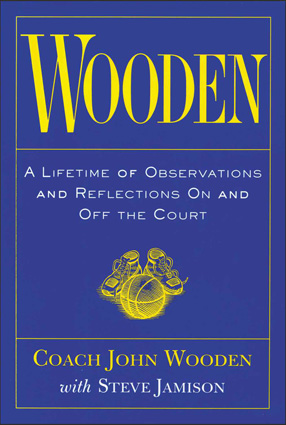 WOODEN
A LIFETIME OF OBSERVATIONS
AND REFLECTIONS ON AND
OFF THE COURT
COACH JOHN WOODEN
with STEVE JAMISON